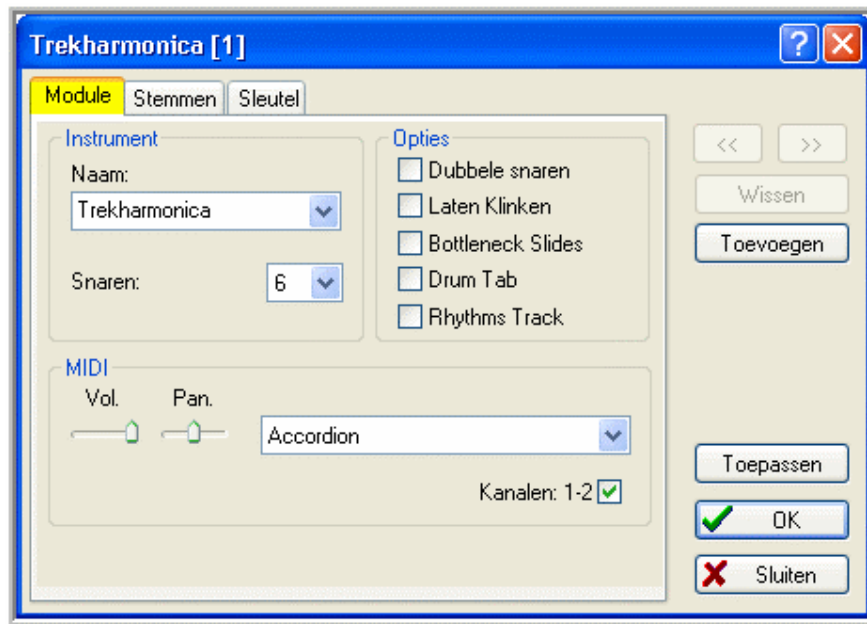 Trekharmonica [1]
Module
Stemmen
Sleutel
Instrument
Naam:
Trekharmonica
Snaren:
6
Opties
Dubbele snaren
Laten Klinken
Bottleneck Slides
Drum Tab
Rhythms Track
MIDI
Vol.
Pan.
Accordion
Kanalen: 1-2
<<
>>
Wissen
Toevoegen
Toepassen
OK
Sluiten